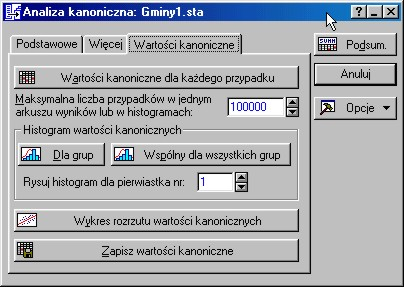 Analiza kanoniczna: Gminy1.sta
Podstawowe
Więcej
Wartości kanoniczne
SUMM
Podsum.
Wartości kanoniczne dla każdego przypadku
Anuluj
Maksymalna liczba przypadków w jednym
arkuszu wyników lub w histogramach:
100000
Opcje
Histogram wartości kanonicznych
Dla grup
Wspólny dla wszystkich grup
Rysuj histogram dla pierwiastka nr:
1
Wykres rozrzutu wartości kanonicznych
Zapisz wartości kanoniczne